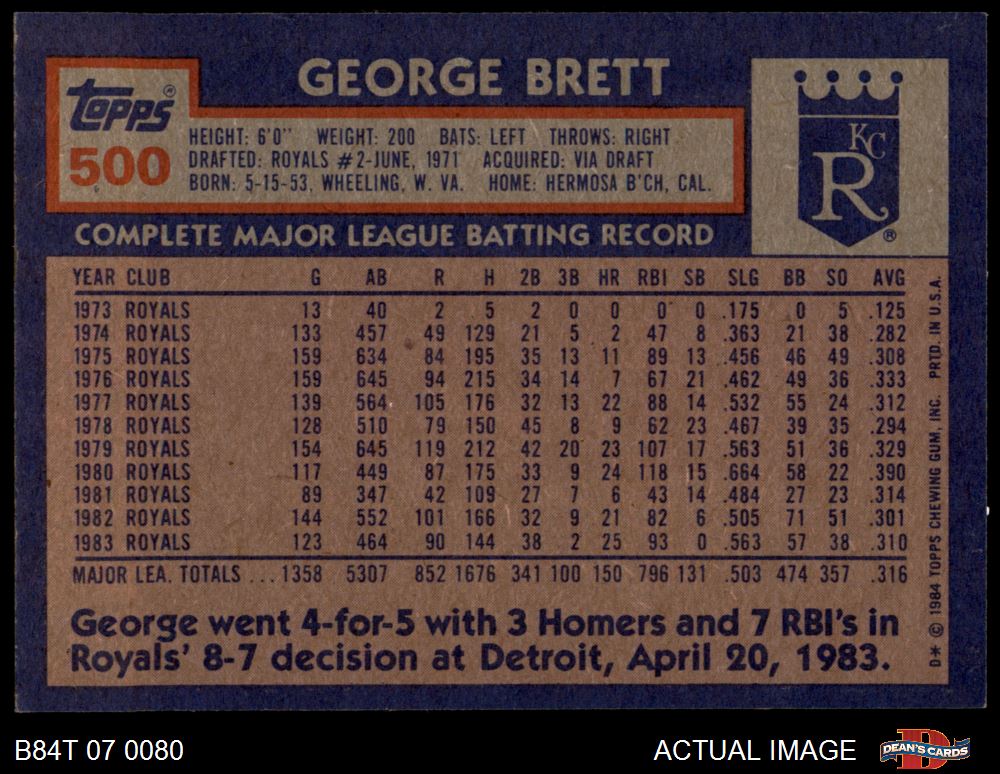 GEORGE BRETT
Topps®
500
HEIGHT: 6'0" WEIGHT: 200 BATS: LEFT THROWS: RIGHT
DRAFTED: ROYALS #2-JUNE, 1971 ACQUIRED: VIA DRAFT
BORN: 5-15-53, WHEELING, W. VA. HOME: HERMOSA B'CH, CAL.
KC
R
®
COMPLETE MAJOR LEAGUE BATTING RECORD
YEAR CLUB G AB R H 2B 3B HR RBI SB SLG BB SO AVG
1973 ROYALS 13 40 2 5 2 0 0 0 0 .175 0 5 .125
1974 ROYALS 133 457 49 129 21 5 2 47 8 .363 21 38 .282
1975 ROYALS 159 634 84 195 35 13 11 89 13 .456 46 49 .308
1976 ROYALS 159 645 94 215 34 14 7 67 21 .462 49 36 .333
1977 ROYALS 139 564 105 176 32 13 22 88 14 .532 55 24 .312
1978 ROYALS 128 510 79 150 45 8 9 62 23 .467 39 35 .294
1979 ROYALS 154 645 119 212 42 20 23 107 17 .563 51 36 .329
1980 ROYALS 117 449 87 175 33 9 24 118 15 .664 58 22 .390
1981 ROYALS 89 347 42 109 27 7 6 43 14 .484 27 23 .314
1982 ROYALS 144 552 101 166 32 9 21 82 6 .505 71 51 .301
1983 ROYALS 123 464 90 144 38 2 25 93 0 .563 57 38 .310
MAJOR LEA. TOTALS ...1358 5307 852 1676 341 100 150 796 131 .503 474 357 .316
George went 4-for-5 with 3 Homers and 7 RBI's in
Royals' 8-7 decision at Detroit, April 20, 1983.
D* © 1984 TOPPS CHEWING GUM, INC. PRTD. IN U.S.A.
B84T 07 0080
ACTUAL IMAGE
DEAN'S CARDS